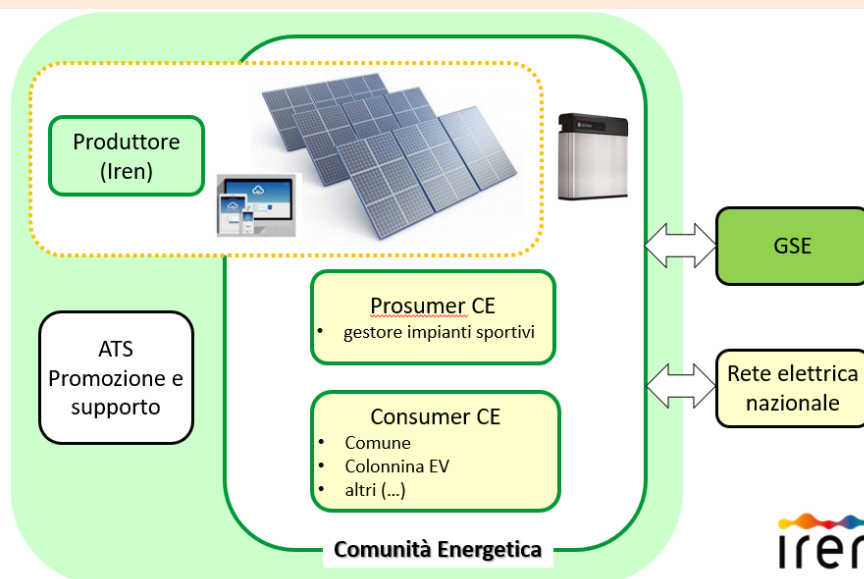 Produttore
(Iren)
GSE
Prosumer CE
• gestore impianti sportivi
ATS
Promozione e
supporto
Rete elettrica
nazionale
Consumer CE
• Comune
• Colonnina EV
• altri (...)
Comunità Energetica
iren